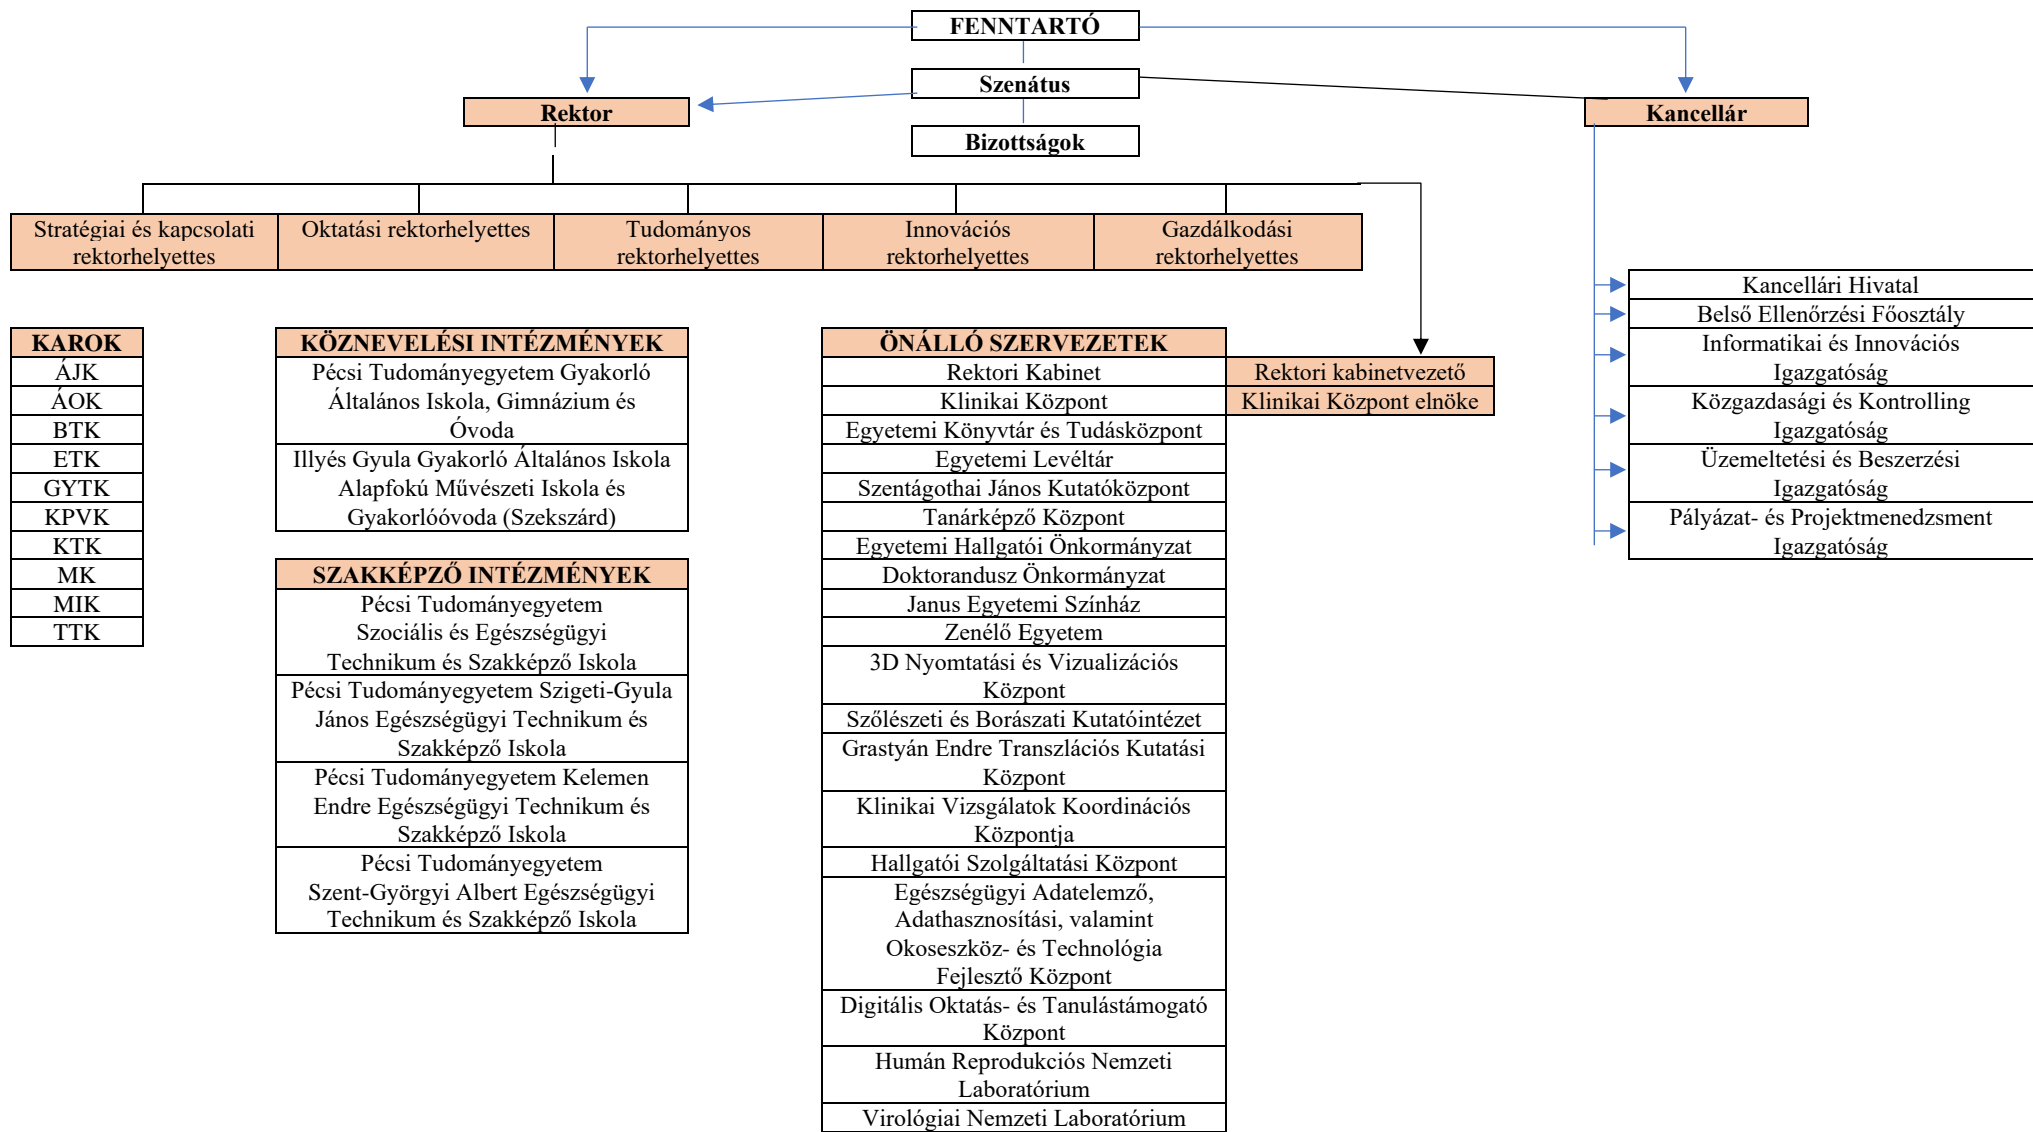 FENNTARTÓ
Szenátus
Rektor
Kancellár
Bizottságok
Stratégiai és kapcsolati
rektorhelyettes
Oktatási rektorhelyettes
Tudományos
rektorhelyettes
Innovációs
rektorhelyettes
Gazdálkodási
rektorhelyettes
Kancellári Hivatal
Belső Ellenőrzési Főosztály
Informatikai és Innovációs
Igazgatóság
Közgazdasági és Kontrolling
Igazgatóság
Üzemeltetési és Beszerzési
Igazgatóság
Pályázat- és Projektmenedzsment
Igazgatóság
KAROK
ÁJK
ÁOK
BTK
ETK
GYTK
KPVK
KTK
MK
MIK
TTK
KÖZNEVELÉSI INTÉZMÉNYEK
Pécsi Tudományegyetem Gyakorló
Általános Iskola, Gimnázium és
Óvoda
Illyés Gyula Gyakorló Általános Iskola
Alapfokú Művészeti Iskola és
Gyakorlóóvoda (Szekszárd)
SZAKKÉPZŐ INTÉZMÉNYEK
Pécsi Tudományegyetem
Szociális és Egészségügyi
Technikum és Szakképző Iskola
Pécsi Tudományegyetem Szigeti-Gyula
János Egészségügyi Technikum és
Szakképző Iskola
Pécsi Tudományegyetem Kelemen
Endre Egészségügyi Technikum és
Szakképző Iskola
Pécsi Tudományegyetem
Szent-Györgyi Albert Egészségügyi
Technikum és Szakképző Iskola
ÖNÁLLÓ SZERVEZETEK
Rektori Kabinet
Rektori kabinetvezető
Klinikai Központ
Klinikai Központ elnöke
Egyetemi Könyvtár és Tudásközpont
Egyetemi Levéltár
Szentágothai János Kutatóközpont
Tanárképző Központ
Egyetemi Hallgatói Önkormányzat
Doktorandusz Önkormányzat
Janus Egyetemi Színház
Zenélő Egyetem
3D Nyomtatási és Vizualizációs
Központ
Szőlészeti és Borászati Kutatóintézet
Grastyán Endre Transzlációs Kutatási
Központ
Klinikai Vizsgálatok Koordinációs
Központja
Hallgatói Szolgáltatási Központ
Egészségügyi Adatelemző,
Adathasznosítási, valamint
Okoseszköz- és Technológia
Fejlesztő Központ
Digitális Oktatás- és Tanulástámogató
Központ
Humán Reprodukciós Nemzeti
Laboratórium
Virológiai Nemzeti Laboratórium